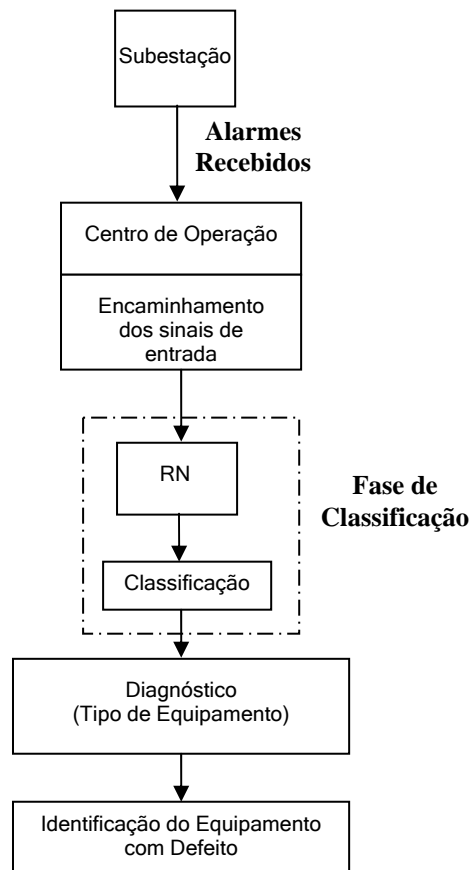 Subestação
Alarmes
Recebidos
Centro de Operação
Encaminhamento
dos sinais de
entrada
RN
Fase de
Classificação
Classificação
Diagnóstico
(Tipo de Equipamento)
Identificação do Equipamento
com Defeito